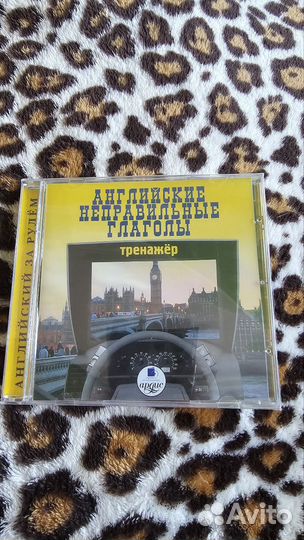 АНГЛИЙСКИЕ
НЕПРАВИЛЬНЫЕ
ГЛАГОЛЫ
тренажёр
АНГЛИЙСКИЙ ЗА РУЛЁМ
ардис
Avito